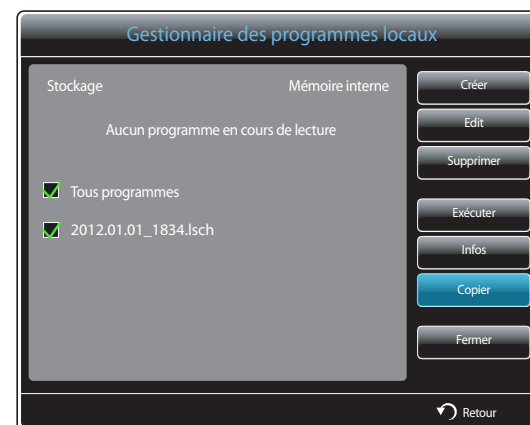 Gestionnaire des programmes locaux
Stockage Mémoire interne
Aucun programme en cours de lecture
Tous programmes
2012.01.01_1834.lsch
Créer
Edit
Supprimer
Exécuter
Infos
Copier
Fermer
Retour